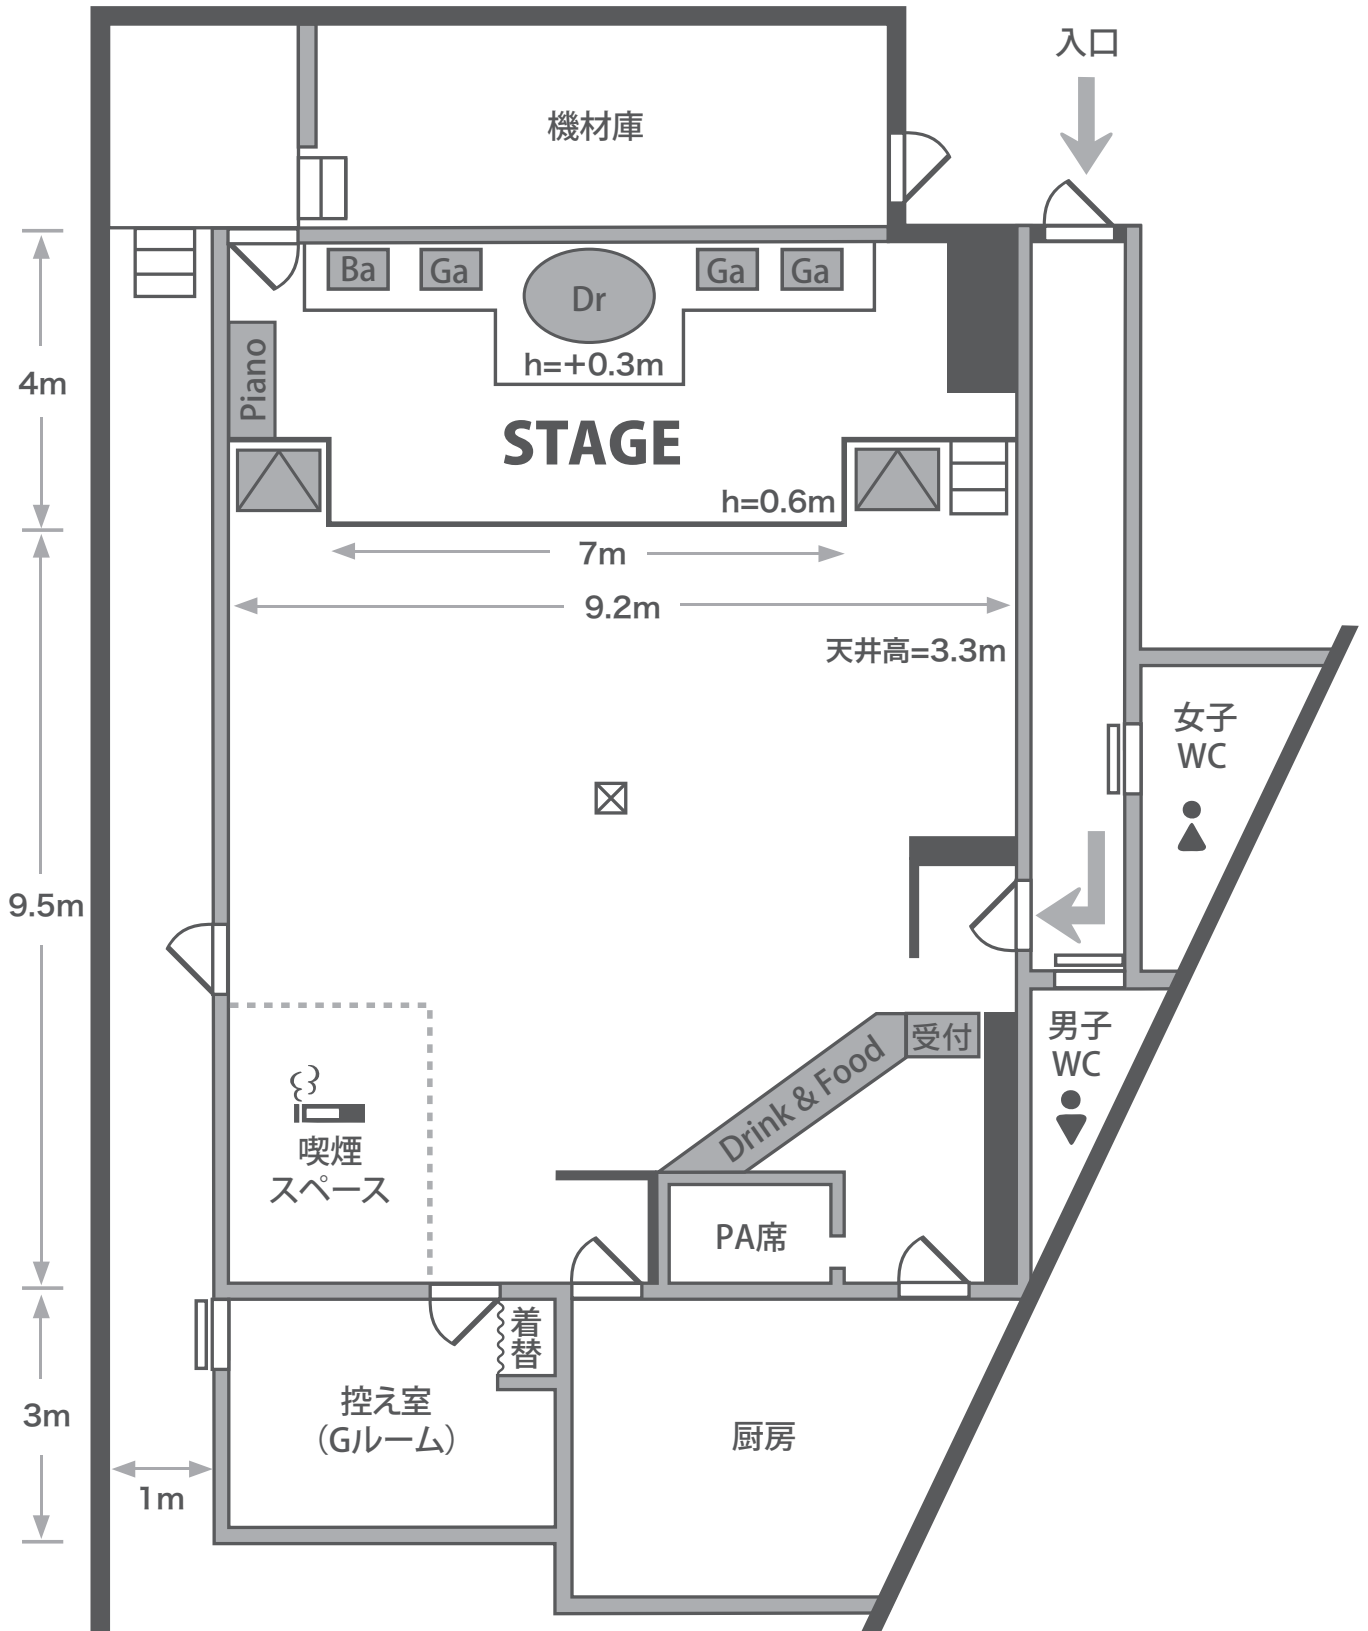 入口
機材庫
Ba
Ga
Dr
Ga
Ga
h=+0.3m
Piano
4m
STAGE
h=0.6m
7m
9.2m
天井高=3.3m
女子
WC
9.5m
受付
Drink & Food
男子
WC
喫煙
スペース
PA席
着替
控え室
（Gルーム）
厨房
3m
1m